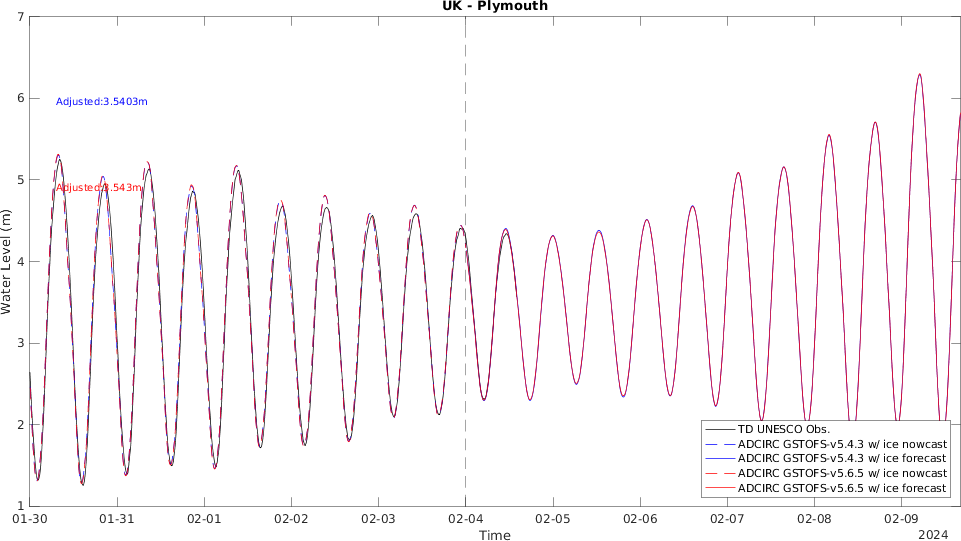 UK - Plymouth
7
6
5
4
3
2
1
Water Level (m)
Adjusted:3.5403m
Adjusted:3.543m
TD UNESCO Obs.
ADCIRC GSTOFS-v5.4.3 w/ ice nowcast
ADCIRC GSTOFS-v5.4.3 w/ ice forecast
ADCIRC GSTOFS-v5.6.5 w/ ice nowcast
ADCIRC GSTOFS-v5.6.5 w/ ice forecast
01-30 01-31 02-01 02-02 02-03 02-04 02-05 02-06 02-07 02-08 02-09
Time
2024